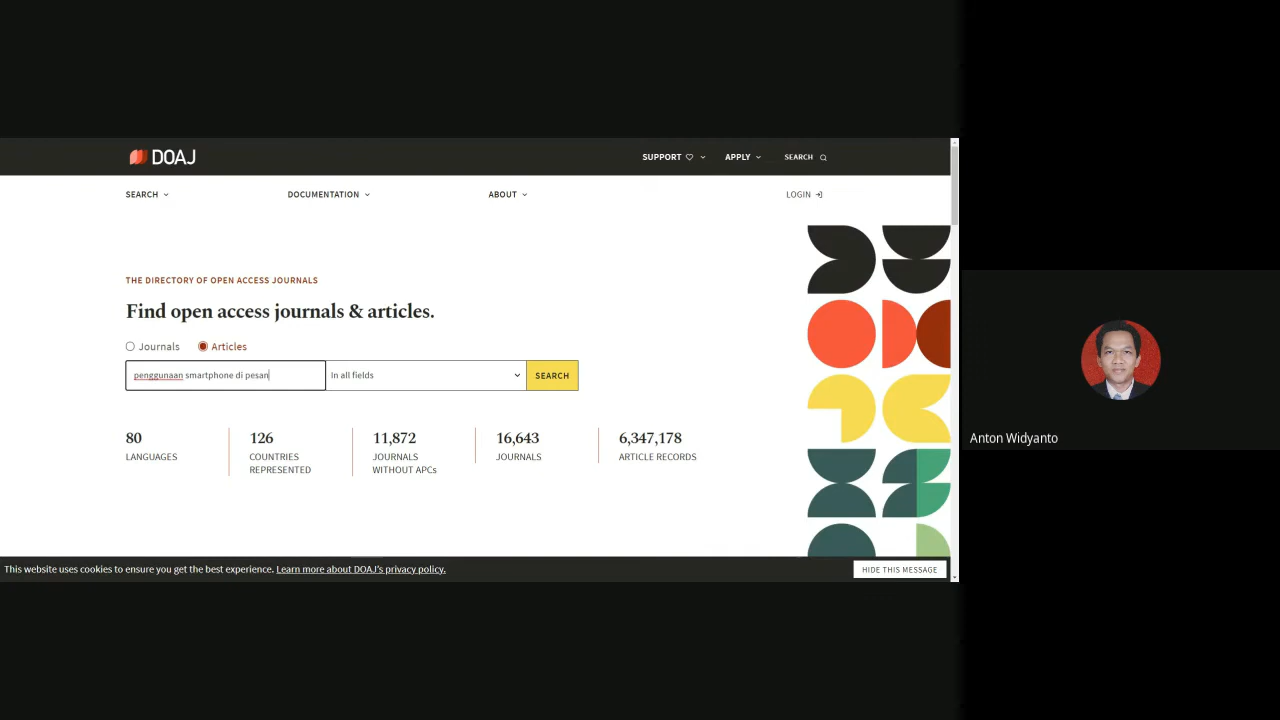 DOAJ
SUPPORT
APPLY
SEARCH
SEARCH
DOCUMENTATION
ABOUT
LOGIN
THE DIRECTORY OF OPEN ACCESS JOURNALS
Find open access journals & articles.
Journals
Articles
penggunaan smartphone di pesan
In all fields
SEARCH
80
LANGUAGES
126
COUNTRIES
REPRESENTED
11,872
JOURNALS
WITHOUT APCs
16,643
JOURNALS
6,347,178
ARTICLE RECORDS
Anton Widyanto
This website uses cookies to ensure you get the best experience. Learn more about DOAJ's privacy policy.
HIDE THIS MESSAGE